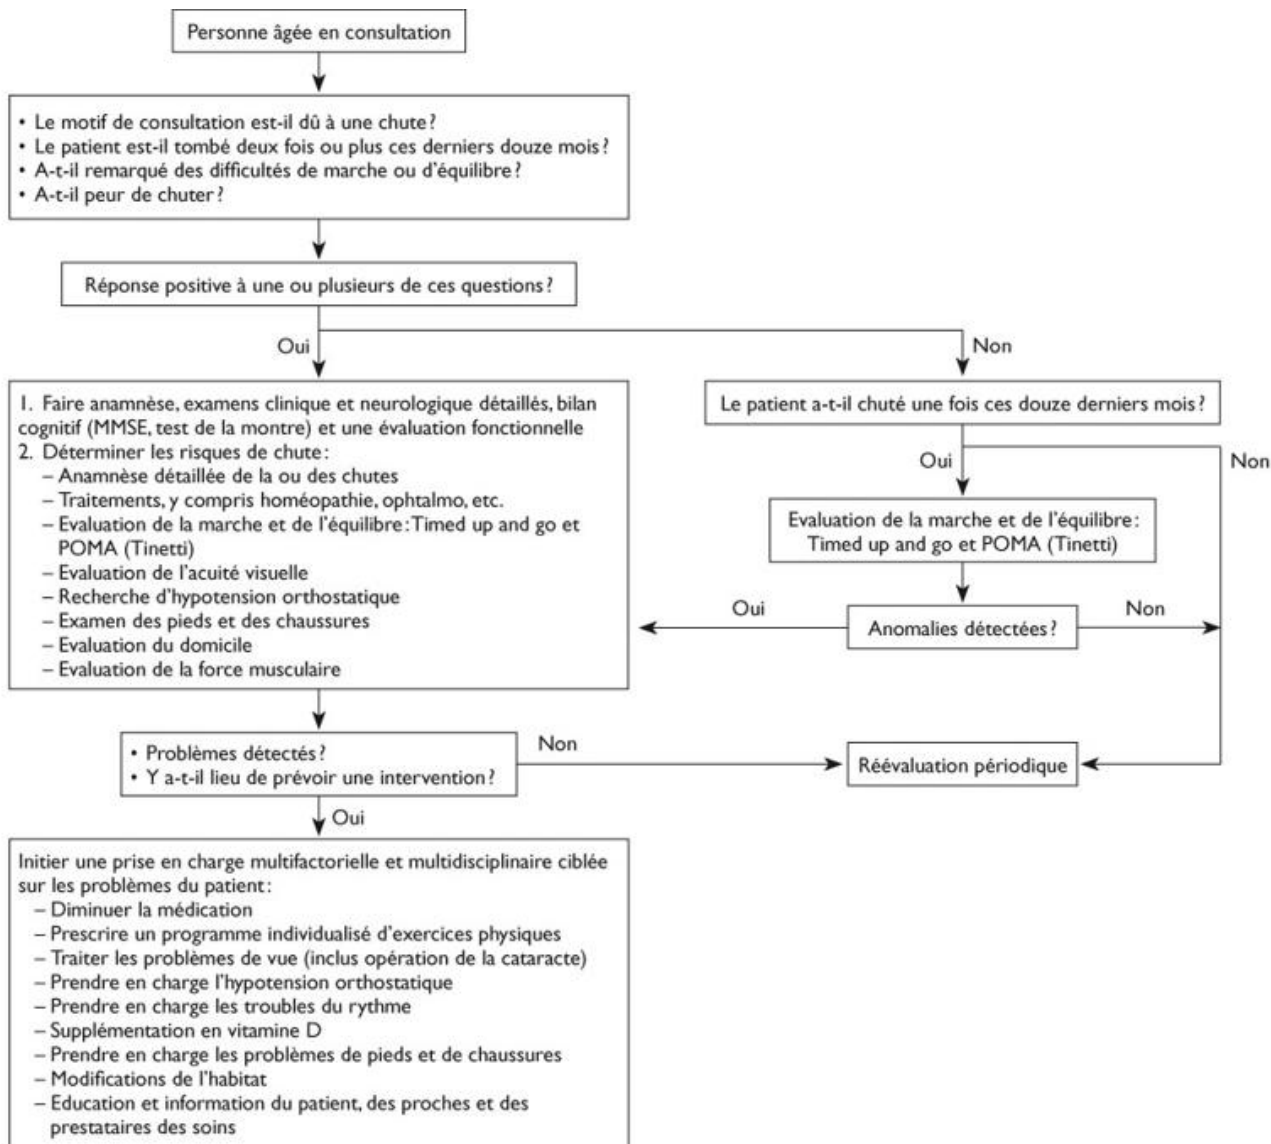 Personne âgée en consultation
• Le motif de consultation est-il dû à une chute?
• Le patient est-il tombé deux fois ou plus ces derniers douze mois?
• A-t-il remarqué des difficultés de marche ou d'équilibre?
• A-t-il peur de chuter?
Réponse positive à une ou plusieurs de ces questions?
Oui
Non
1. Faire anamnèse, examens clinique et neurologique détaillés, bilan
cognitif (MMSE, test de la montre) et une évaluation fonctionnelle
2. Déterminer les risques de chute:
– Anamnèse détaillée de la ou des chutes
– Traitements, y compris homéopathie, ophtalmo, etc.
– Evaluation de la marche et de l'équilibre: Timed up and go et
POMA (Tinetti)
– Evaluation de l'acuité visuelle
– Recherche d'hypotension orthostatique
– Examen des pieds et des chaussures
– Evaluation du domicile
– Evaluation de la force musculaire
Le patient a-t-il chuté une fois ces douze derniers mois?
Oui
Non
Evaluation de la marche et de l'équilibre:
Timed up and go et POMA (Tinetti)
Oui
Anomalies détectées?
Non
• Problèmes détectés?
• Y a-t-il lieu de prévoir une intervention?
Non
Réévaluation périodique
Oui
Initier une prise en charge multifactorielle et multidisciplinaire ciblée
sur les problèmes du patient:
– Diminuer la médication
– Prescrire un programme individualisé d'exercices physiques
– Traiter les problèmes de vue (inclus opération de la cataracte)
– Prendre en charge l'hypotension orthostatique
– Prendre en charge les troubles du rythme
– Supplémentation en vitamine D
– Prendre en charge les problèmes de pieds et de chaussures
– Modifications de l'habitat
– Education et information du patient, des proches et des
prestataires des soins